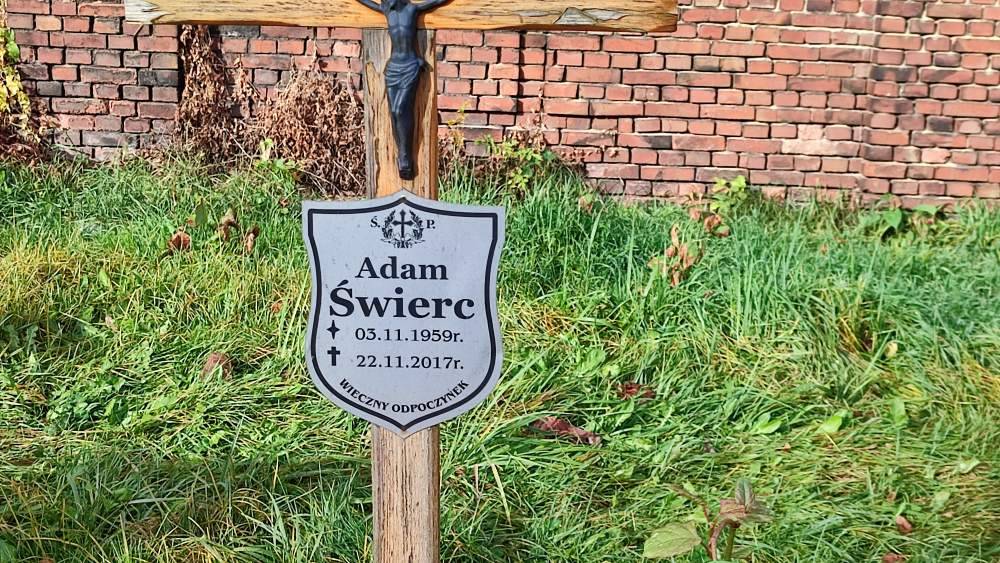 Ś. P.
Adam
Świerc
03.11.1959r.
22.11.2017r.
WIECZNY ODPOCZYNEK